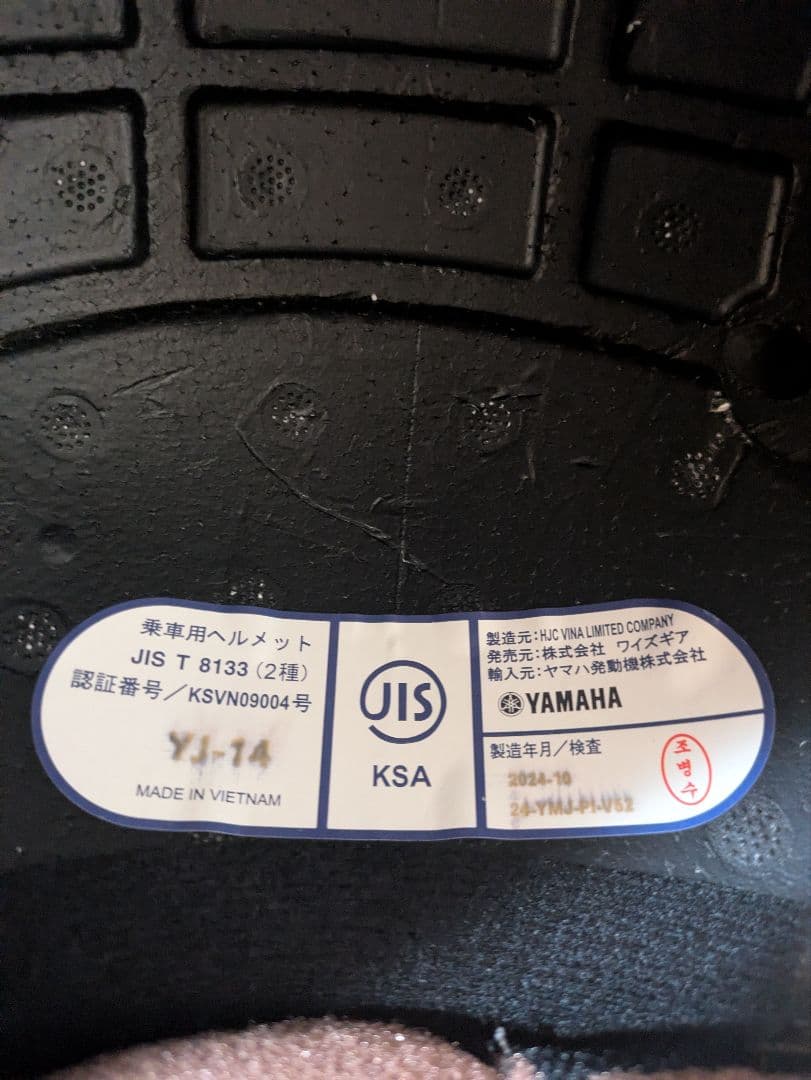 乗車用ヘルメット
JIS T 8133 (2種)
認証番号/KSVN09004号
YJ-14
MADE IN VIETNAM
JIS
KSA
製造元:HJC VINA LIMITED COMPANY
発売元:株式会社 ワイズギア
輸入元:ヤマハ発動機株式会社
YAMAHA
製造年月/検査
2024-10
24-YMJ-PI-V52
조병수